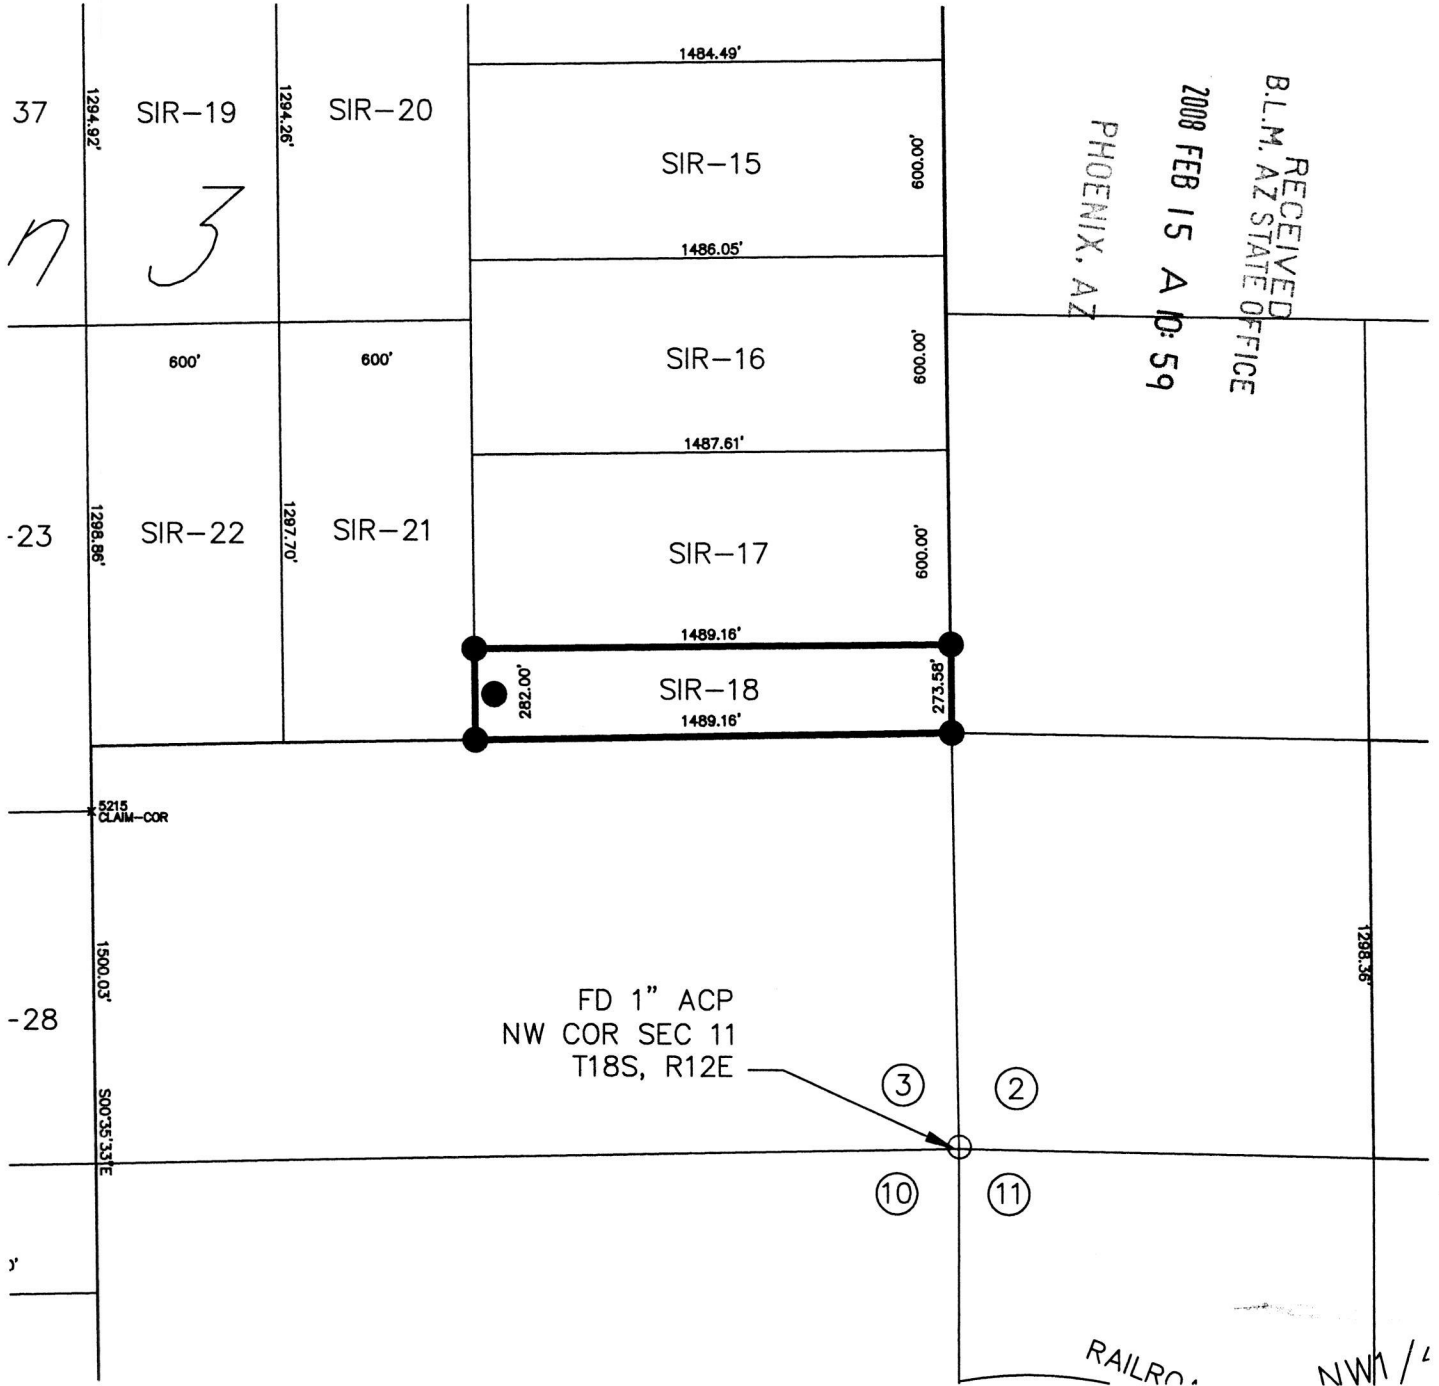 1484.49'
37
1294.92'
SIR-19
1294.26'
SIR-20
SIR-15
600.00'
RECEIVED
B.L.M. AZ STATE OFFICE
2008 FEB 15 A 10:59
PHOENIX, AZ
n 3
1486.05'
600'
600'
SIR-16
600.00'
1487.61'
-23
1298.86'
SIR-22
1297.70'
SIR-21
SIR-17
600.00'
1489.16'
282.00'
SIR-18
273.58'
1489.16'
5215
CLAIM-COR
1500.03'
1298.36'
-28
FD 1" ACP
NW COR SEC 11
T18S, R12E
3
2
S00°35'33"E
10
11
NW1/4